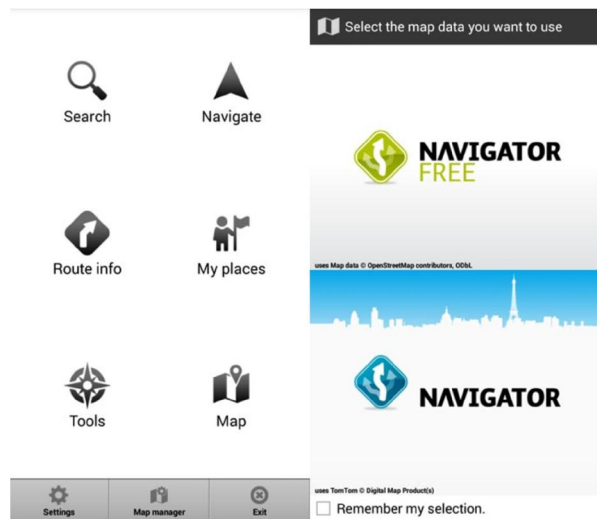 Search
Navigate
Route info
My places
Tools
Map
Settings
Map manager
Exit
Select the map data you want to use
NAVIGATOR
FREE
uses Map data © OpenStreetMap contributors, ODbL
NAVIGATOR
uses TomTom © Digital Map Product(s)
Remember my selection.